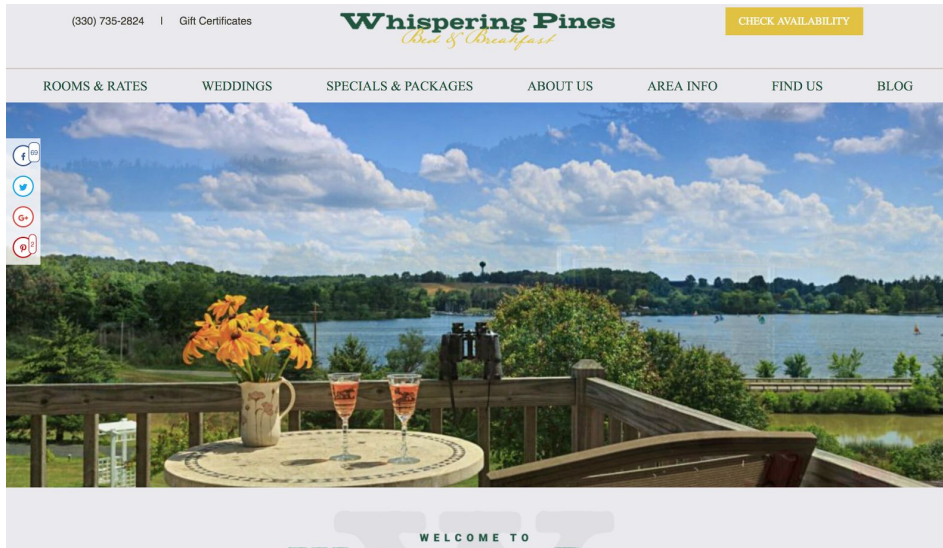 (330) 735-2824 | Gift Certificates
Whispering Pines
Bed & Breakfast
CHECK AVAILABILITY
ROOMS & RATES WEDDINGS SPECIALS & PACKAGES ABOUT US AREA INFO FIND US BLOG
69
2
WELCOME TO